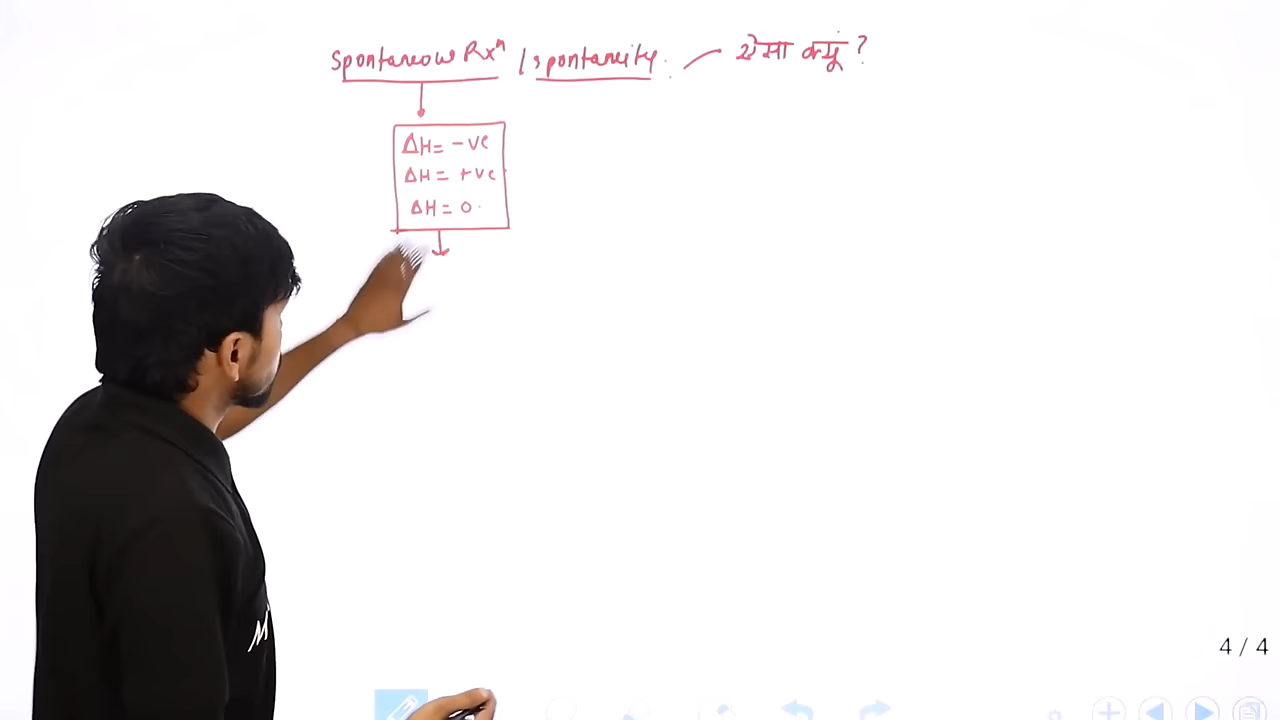 Spontaneous Rxⁿ / spontaneity. — ऐसा क्यूं ?
ΔH = -ve
ΔH = +ve
ΔH = 0.
4 / 4